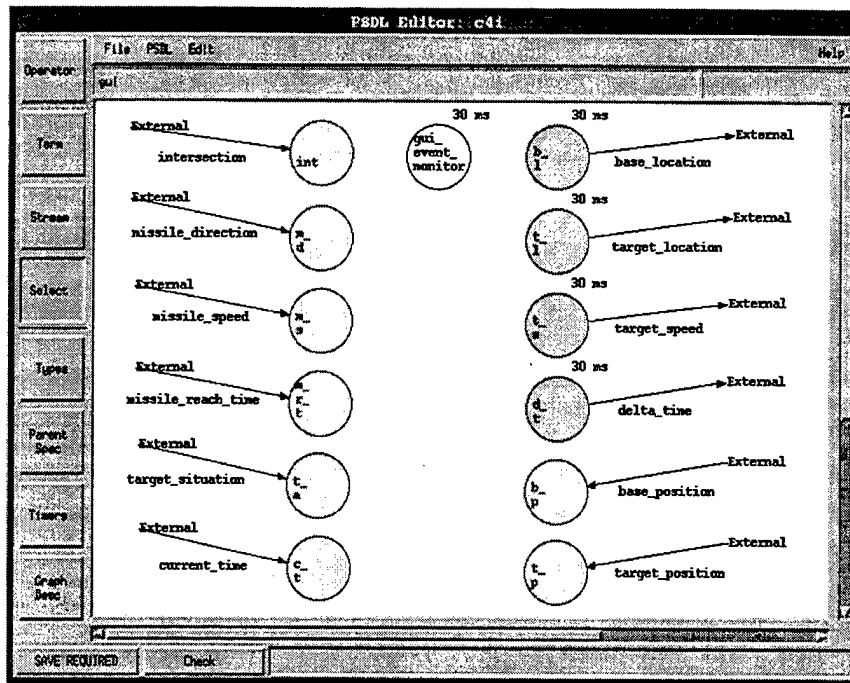 PSDL Editor: c4i
File PSDL Edit Help
Operator
gui
Term
Stream
Select
Types
Parent
Spec
Timers
Graph
Desc
External
intersection
int
30 ms
gui_
event_
monitor
30 ms
b_
l
External
base_location
External
missile_direction
m_
d
30 ms
t_
l
External
target_location
External
missile_speed
m_
s
30 ms
t_
s
External
target_speed
External
missile_reach_time
m_
r_
t
30 ms
d_
t
External
delta_time
External
target_situation
t_
External
base_position
b_
p
External
current_time
c_
t
External
target_position
t_
p
SAVE REQUIRED Check